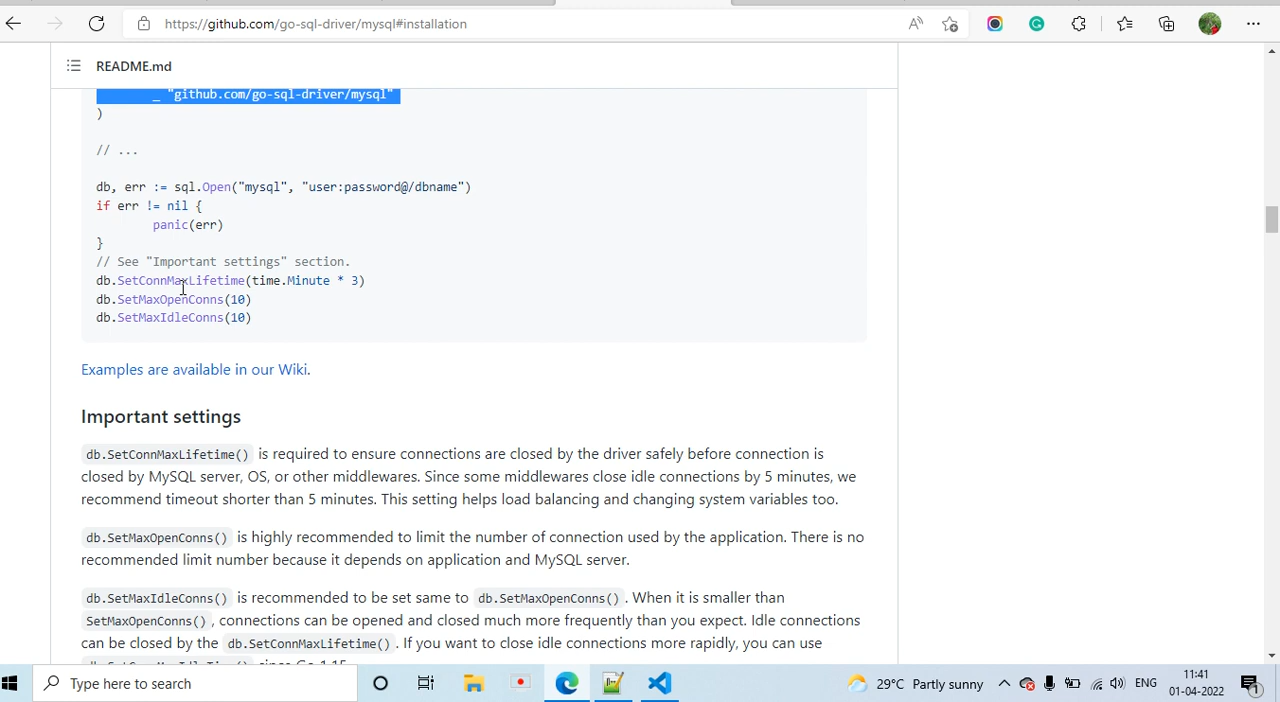 https://github.com/go-sql-driver/mysql#installation
README.md
_ "github.com/go-sql-driver/mysql"
)
// ...
db, err := sql.Open("mysql", "user:password@/dbname")
if err != nil {
panic(err)
}
// See "Important settings" section.
db.SetConnMaxLifetime(time.Minute * 3)
db.SetMaxOpenConns(10)
db.SetMaxIdleConns(10)
Examples are available in our Wiki.
Important settings
db.SetConnMaxLifetime() is required to ensure connections are closed by the driver safely before connection is
closed by MySQL server, OS, or other middlewares. Since some middlewares close idle connections by 5 minutes, we
recommend timeout shorter than 5 minutes. This setting helps load balancing and changing system variables too.
db.SetMaxOpenConns() is highly recommended to limit the number of connection used by the application. There is no
recommended limit number because it depends on application and MySQL server.
db.SetMaxIdleConns() is recommended to be set same to db.SetMaxOpenConns() . When it is smaller than
SetMaxOpenConns() , connections can be opened and closed much more frequently than you expect. Idle connections
can be closed by the db.SetConnMaxLifetime() . If you want to close idle connections more rapidly, you can use
db.SetConnMaxIdleTime() since Go 1.15.
Type here to search
29°C Partly sunny
ENG
11:41
01-04-2022
1